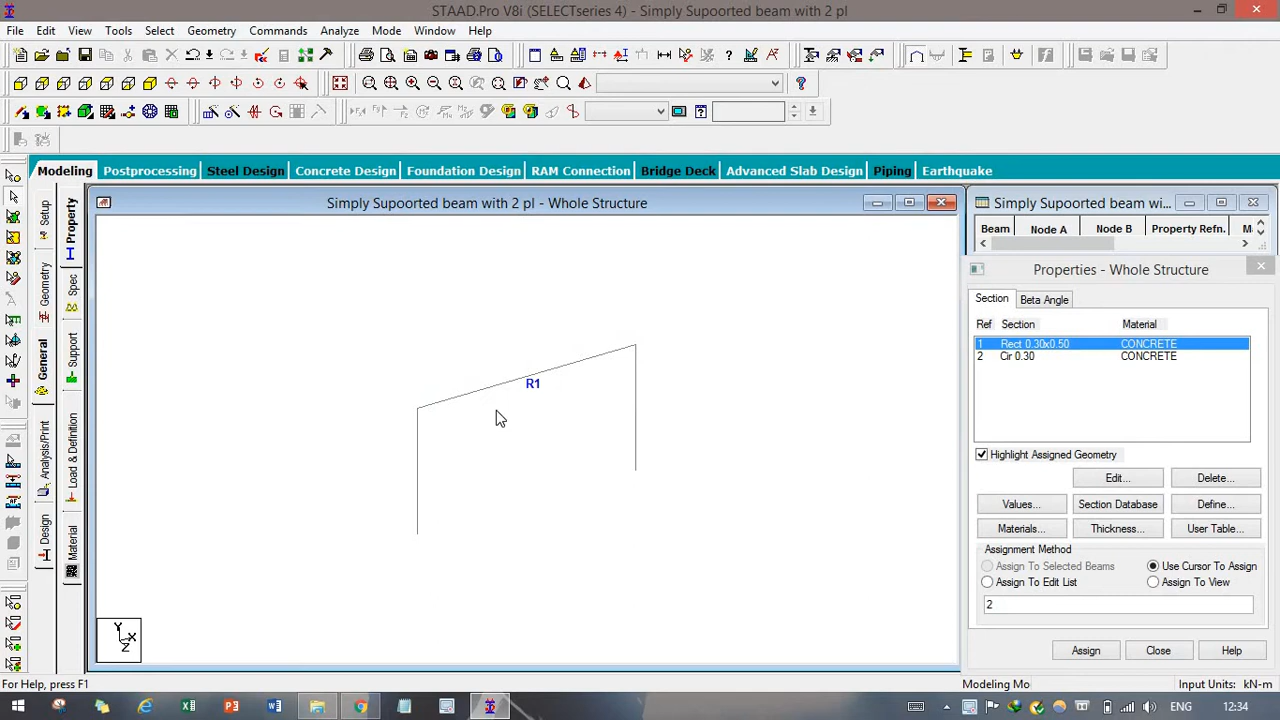 STAAD.Pro V8i (SELECTseries 4) - Simply Supoorted beam with 2 pl
File Edit View Tools Select Geometry Commands Analyze Mode Window Help
Modeling Postprocessing Steel Design Concrete Design Foundation Design RAM Connection Bridge Deck Advanced Slab Design Piping Earthquake
Setup
Geometry
General
Analysis/Print
Design
Property
Spec
Support
Load & Definition
Material
Simply Supoorted beam with 2 pl - Whole Structure
R1
Y
X
Z
Simply Supoorted beam wi...
Beam Node A Node B Property Refn. M
Properties - Whole Structure
Section Beta Angle
Ref Section Material
1 Rect 0.30x0.50 CONCRETE
2 Cir 0.30 CONCRETE
Highlight Assigned Geometry
Edit... Delete...
Values... Section Database Define...
Materials... Thickness... User Table...
Assignment Method
Assign To Selected Beams Use Cursor To Assign
Assign To Edit List Assign To View
2
Assign Close Help
For Help, press F1 Modeling Mo Input Units: kN-m
ENG 12:34